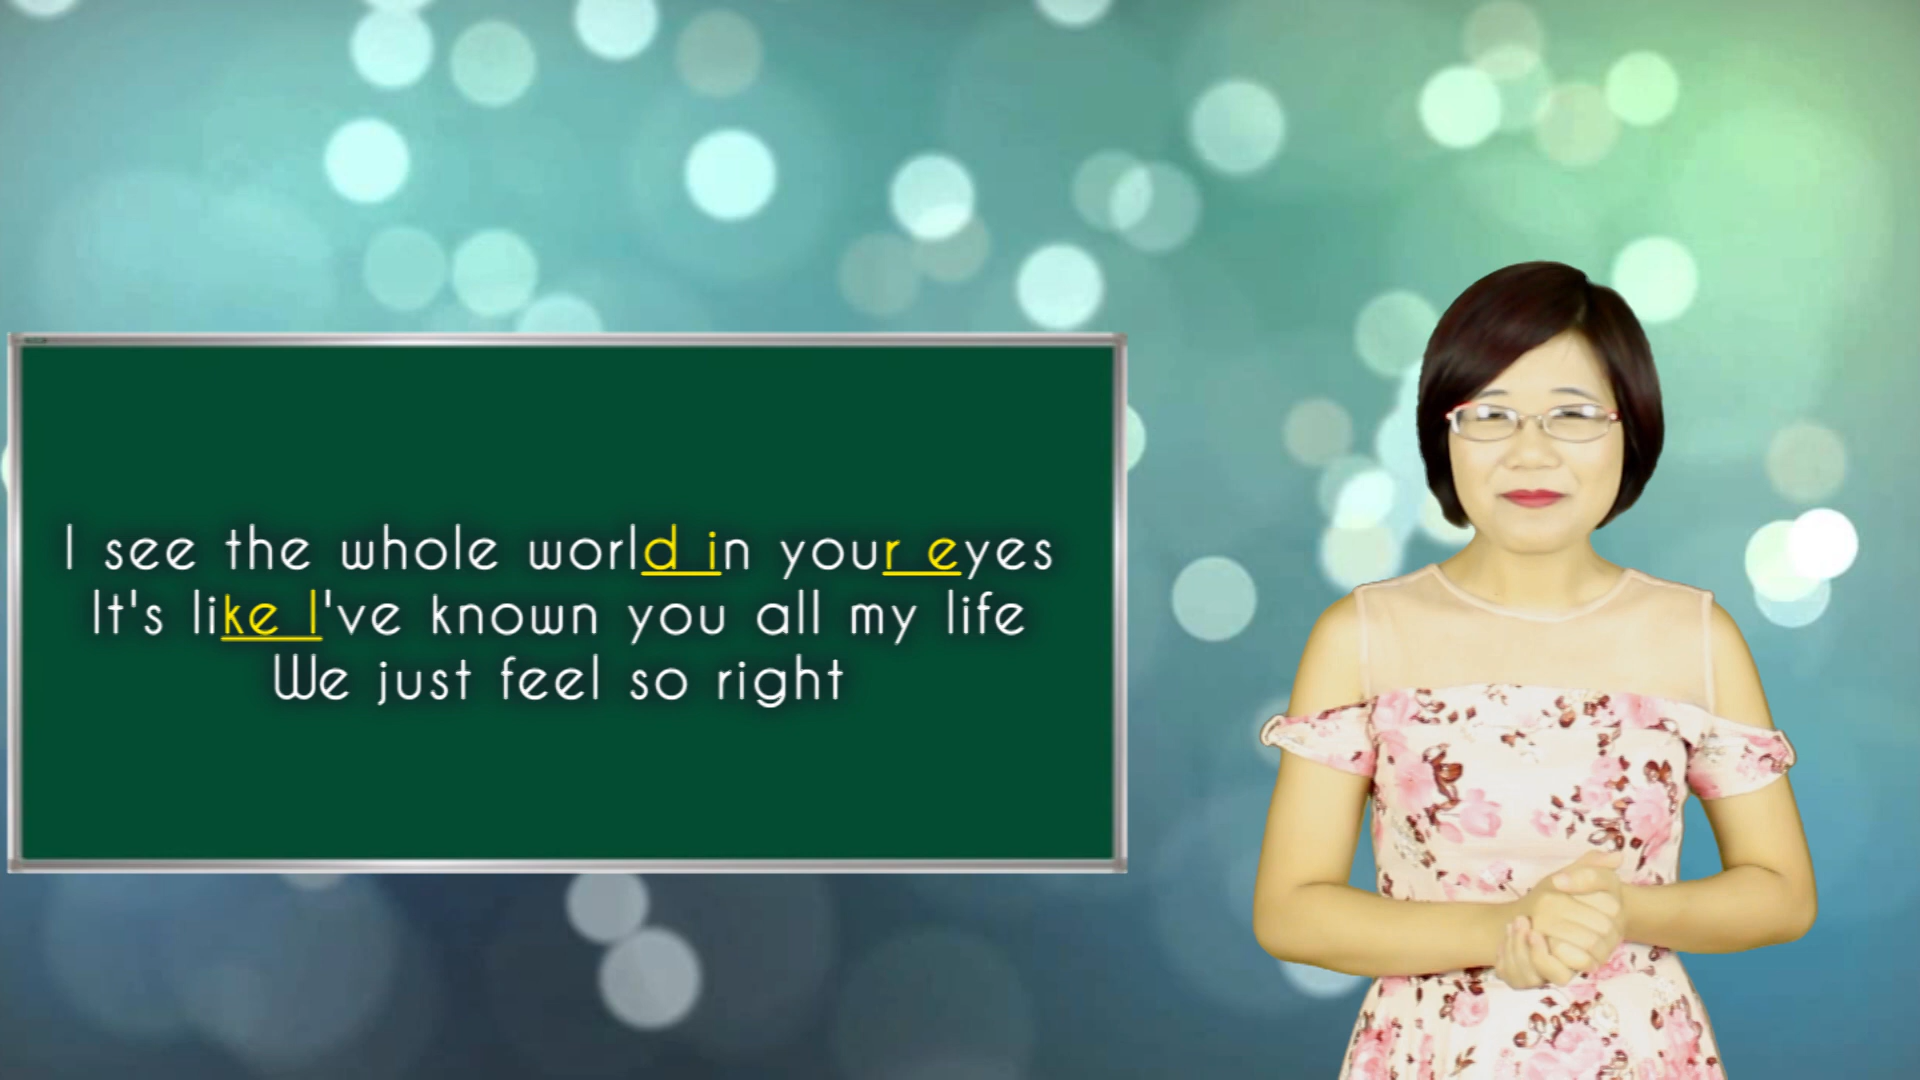 I see the whole world in your eyes
It's like I've known you all my life
We just feel so right